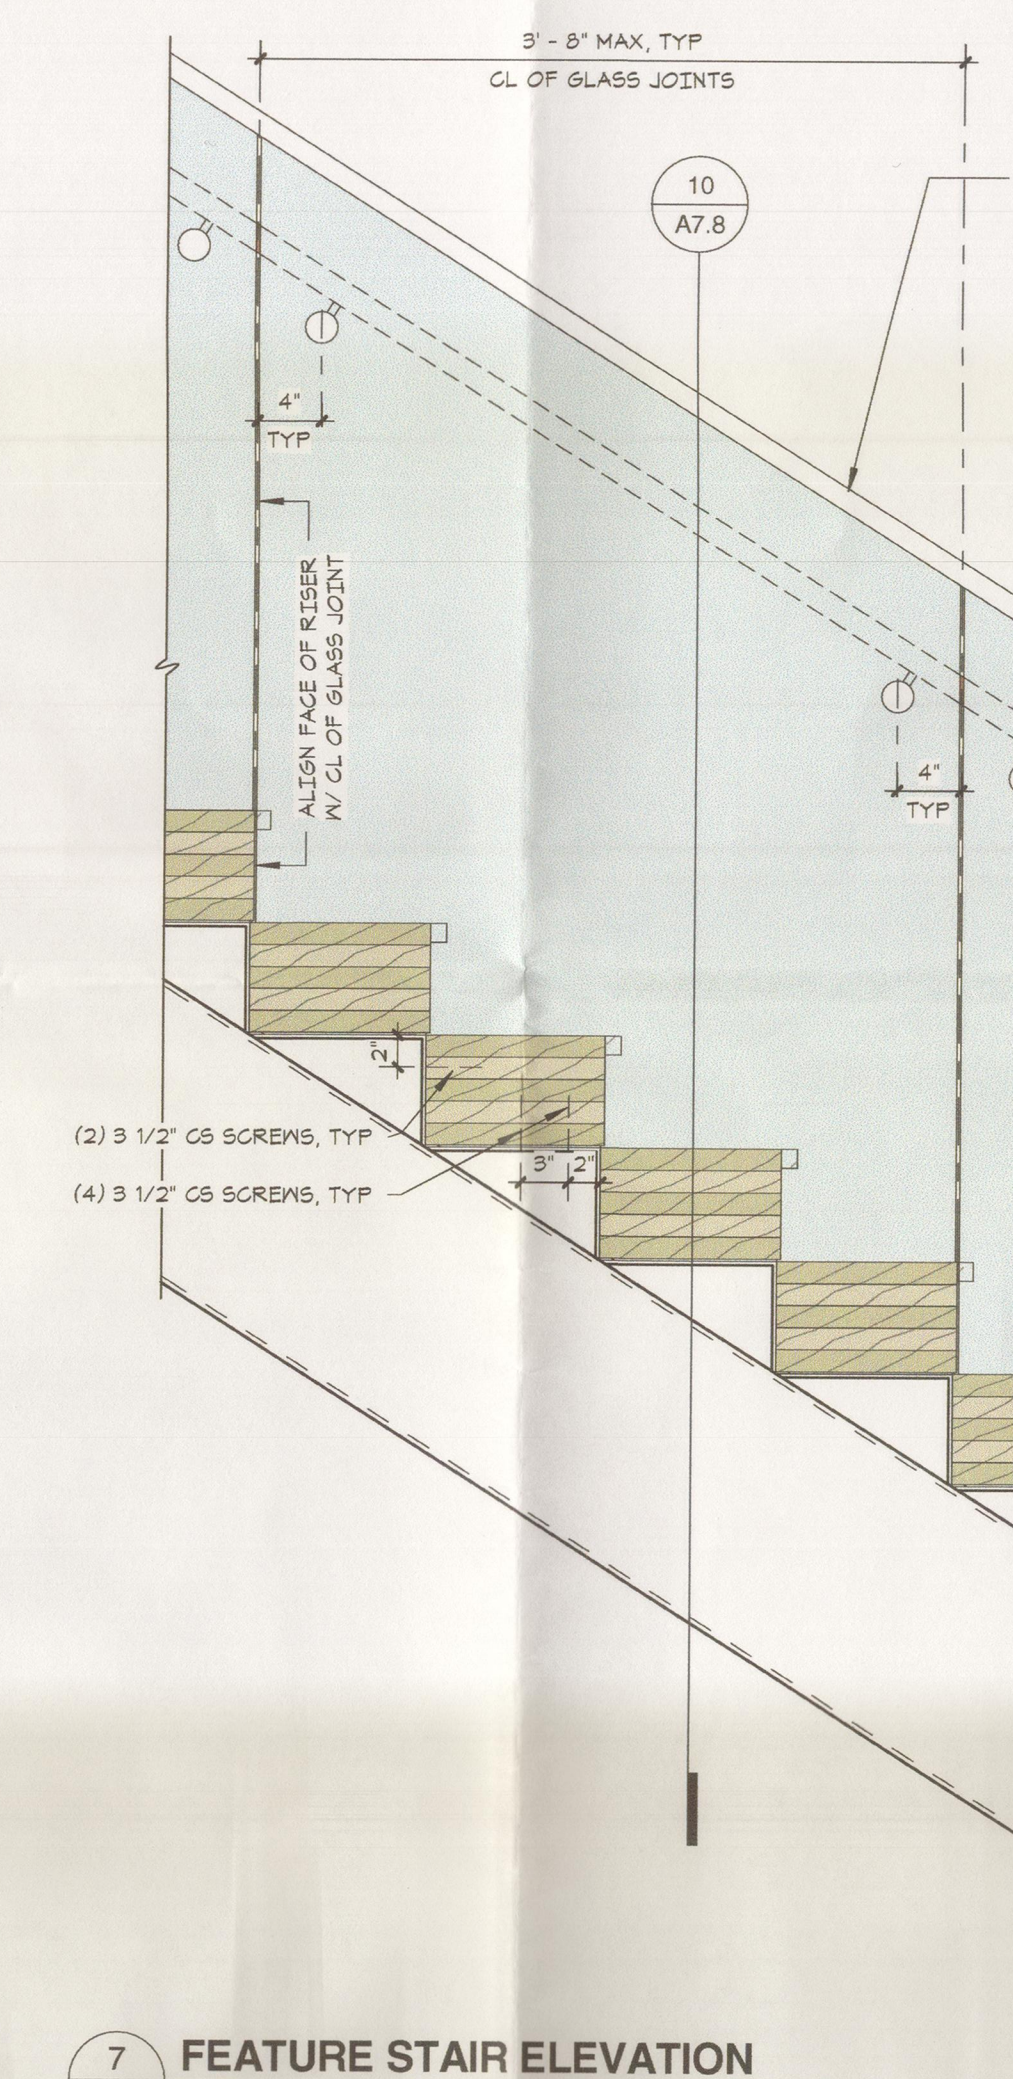 3' - 8" MAX, TYP
CL OF GLASS JOINTS
10
A7.8
4"
TYP
ALIGN FACE OF RISER
W/ CL OF GLASS JOINT
4"
TYP
2"
(2) 3 1/2" CS SCREWS, TYP
3" 2"
(4) 3 1/2" CS SCREWS, TYP
7 FEATURE STAIR ELEVATION